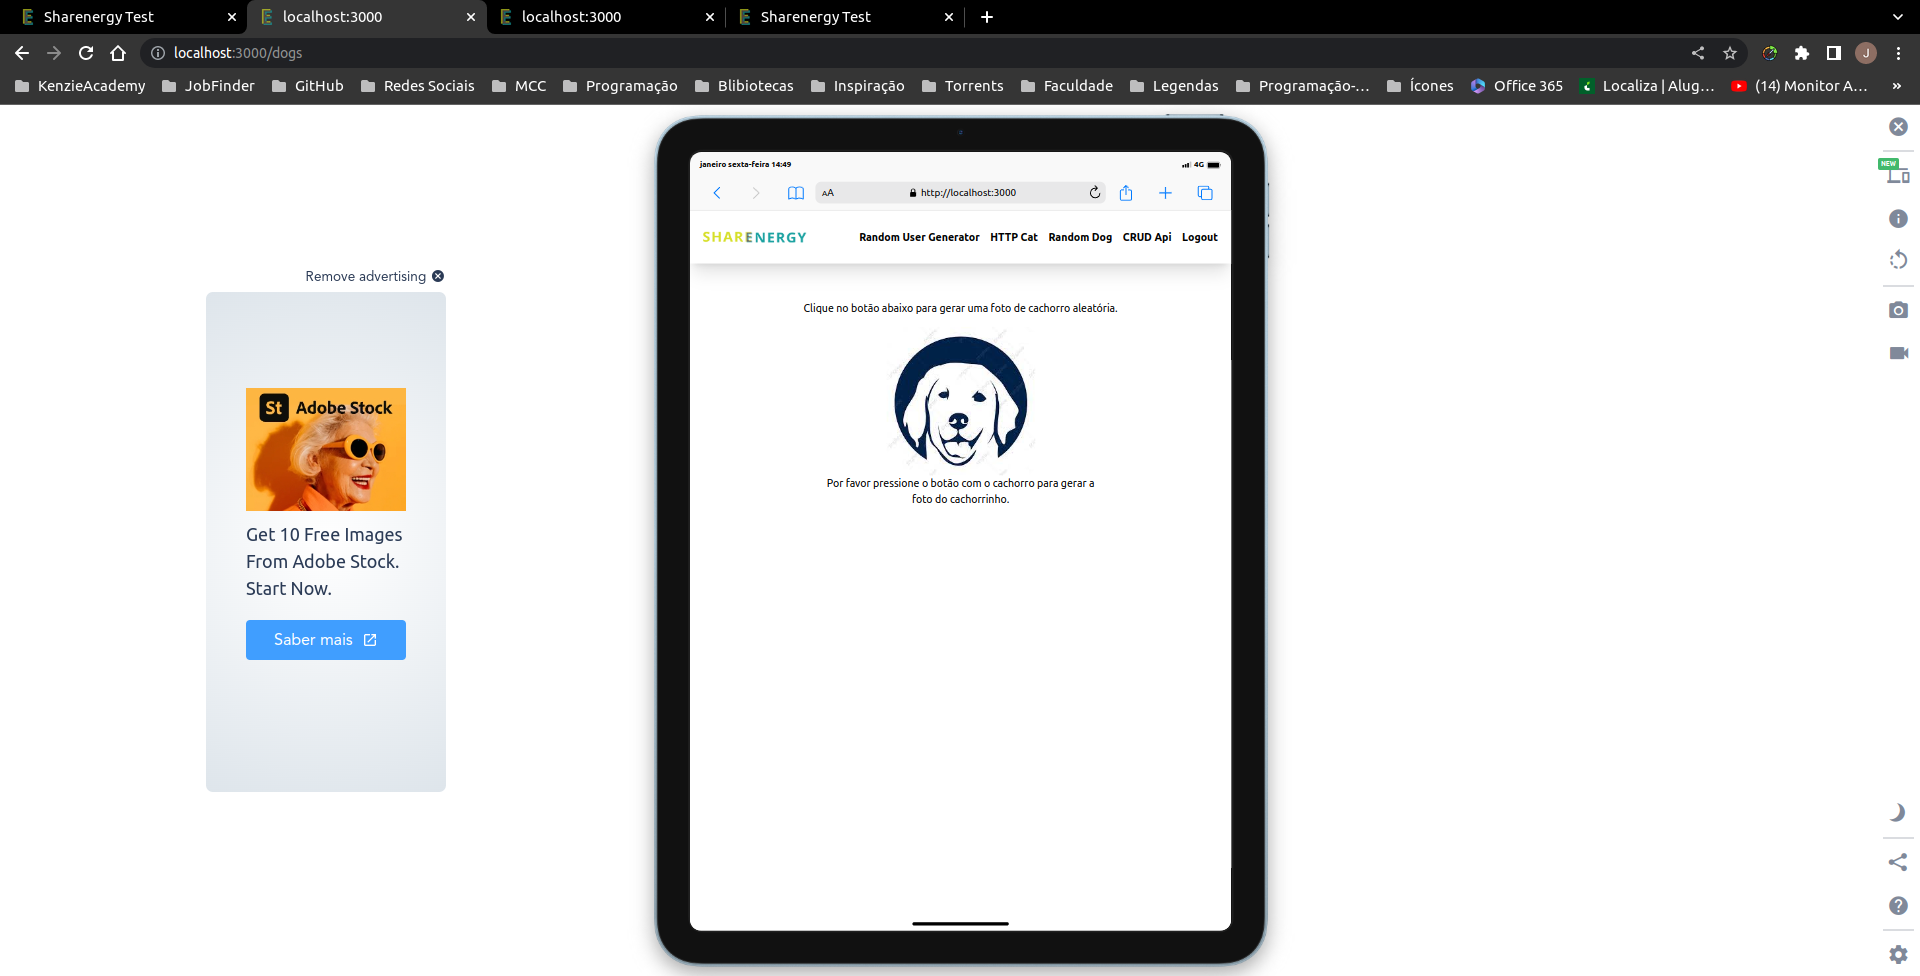 Sharenergy Test
localhost:3000
localhost:3000
Sharenergy Test
localhost:3000/dogs
J
KenzieAcademy JobFinder GitHub Redes Sociais MCC Programação Blibiotecas Inspiração Torrents Faculdade Legendas Programação-... Ícones Office 365 Localiza | Alug... (14) Monitor A... »
NEW
janeiro sexta-feira 14:49
4G
AA
http://localhost:3000
SHARENERGY
Random User Generator HTTP Cat Random Dog CRUD Api Logout
Clique no botão abaixo para gerar uma foto de cachorro aleatória.
Por favor pressione o botão com o cachorro para gerar a
foto do cachorrinho.
Remove advertising
St Adobe Stock
Get 10 Free Images
From Adobe Stock.
Start Now.
Saber mais